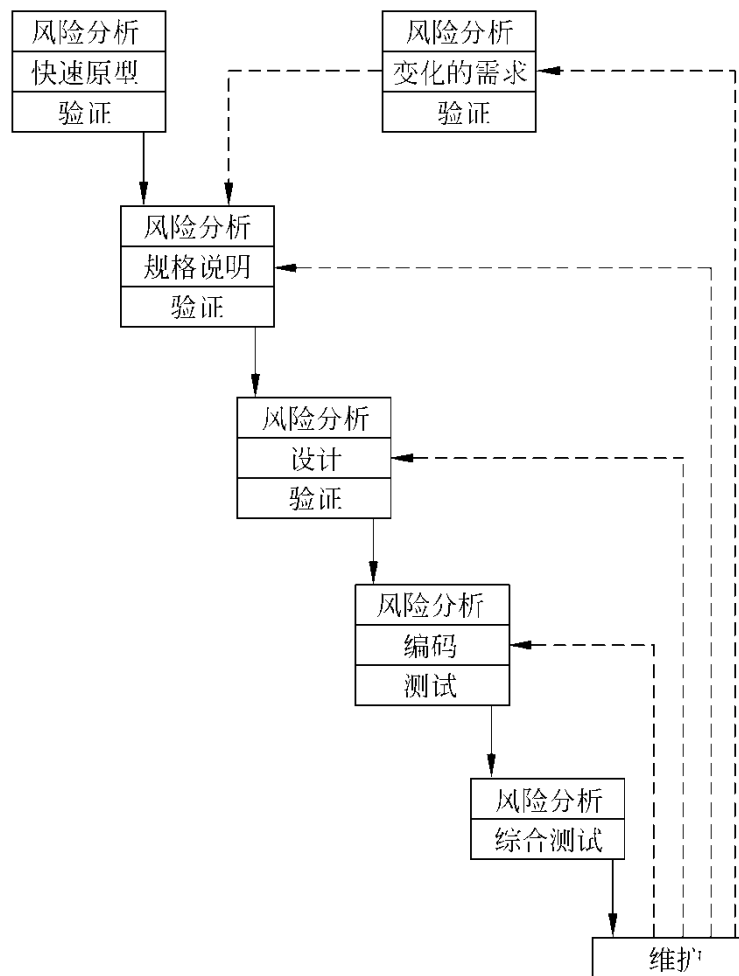 风险分析
快速原型
验证
风险分析
变化的需求
验证
风险分析
规格说明
验证
风险分析
设计
验证
风险分析
编码
测试
风险分析
综合测试
维护